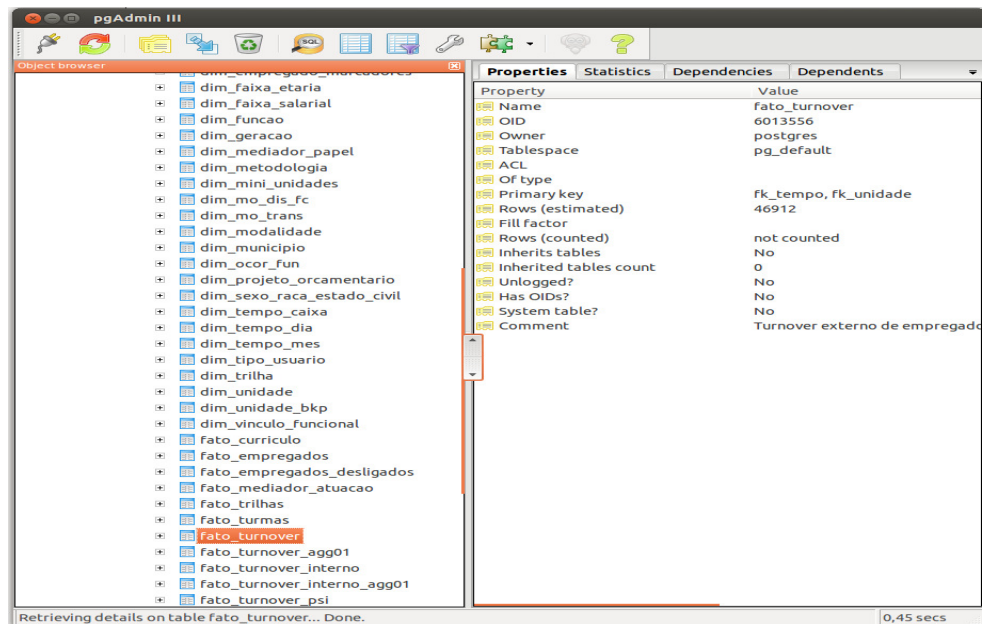 pgAdmin III
SQL
Object browser
dim_empregado_marcadores
dim_faixa_etaria
dim_faixa_salarial
dim_funcao
dim_geracao
dim_mediador_papel
dim_metodologia
dim_mini_unidades
dim_mo_dis_fc
dim_mo_trans
dim_modalidade
dim_municipio
dim_ocor_fun
dim_projeto_orcamentario
dim_sexo_raca_estado_civil
dim_tempo_caixa
dim_tempo_dia
dim_tempo_mes
dim_tipo_usuario
dim_trilha
dim_unidade
dim_unidade_bkp
dim_vinculo_funcional
fato_curriculo
fato_empregados
fato_empregados_desligados
fato_mediador_atuacao
fato_trilhas
fato_turmas
fato_turnover
fato_turnover_agg01
fato_turnover_interno
fato_turnover_interno_agg01
fato_turnover_psi
Properties Statistics Dependencies Dependents
Property Value
Name fato_turnover
OID 6013556
Owner postgres
Tablespace pg_default
ACL
Of type
Primary key fk_tempo, fk_unidade
Rows (estimated) 46912
Fill factor
Rows (counted) not counted
Inherits tables No
Inherited tables count 0
Unlogged? No
Has OIDs? No
System table? No
Comment Turnover externo de empregado
Retrieving details on table fato_turnover... Done. 0,45 secs